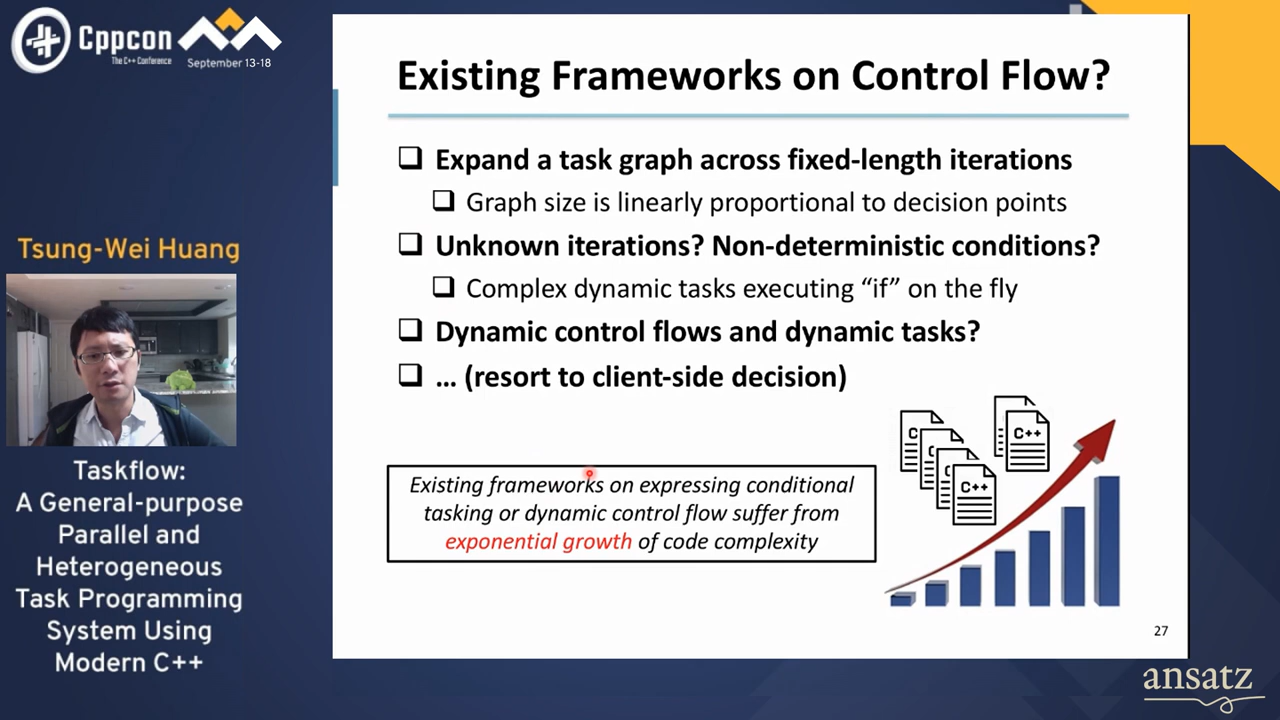 Cppcon
The C++ Conference
September 13-18
Existing Frameworks on Control Flow?
Expand a task graph across fixed-length iterations
Graph size is linearly proportional to decision points
Unknown iterations? Non-deterministic conditions?
Complex dynamic tasks executing “if” on the fly
Dynamic control flows and dynamic tasks?
… (resort to client-side decision)
Existing frameworks on expressing conditional
tasking or dynamic control flow suffer from
exponential growth of code complexity
C++
C++
27
Tsung-Wei Huang
Taskflow:
A General-purpose
Parallel and
Heterogeneous
Task Programming
System Using
Modern C++
ansatz